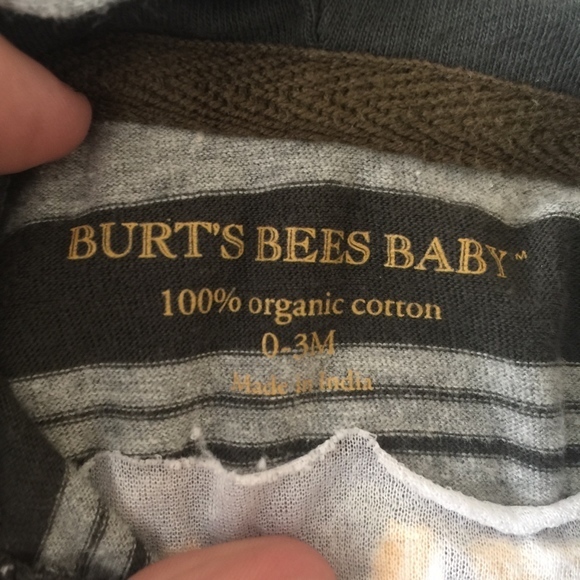 BURT'S BEES BABY™
100% organic cotton
0-3M
Made in India